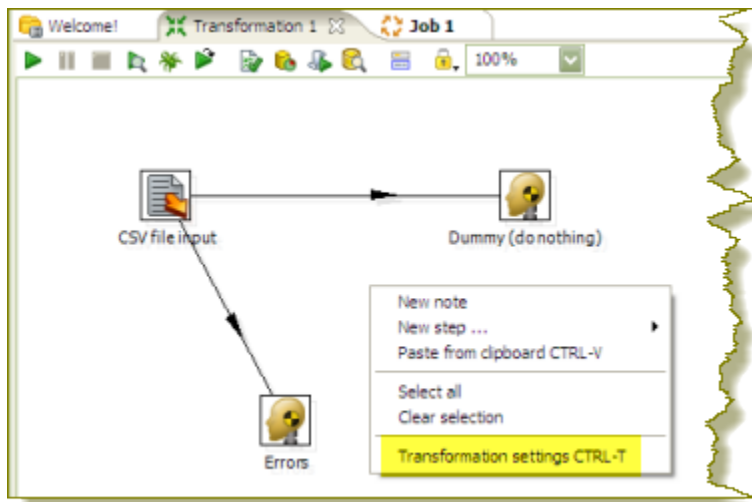 Welcome! Transformation 1 Job 1
100%
CSV file input
Dummy (do nothing)
New note
New step ...
Paste from clipboard CTRL-V
Select all
Clear selection
Transformation settings CTRL-T
Errors